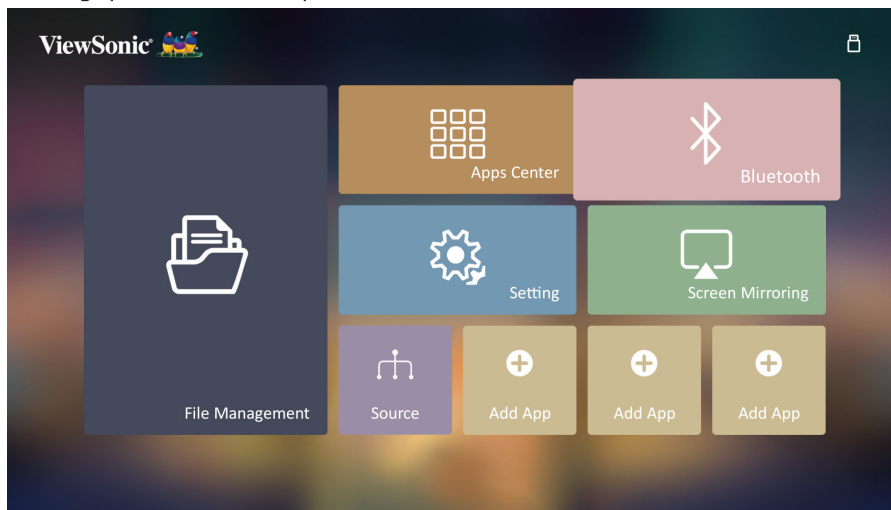 ViewSonic®
Apps Center
Bluetooth
Setting
Screen Mirroring
File Management
Source
Add App
Add App
Add App